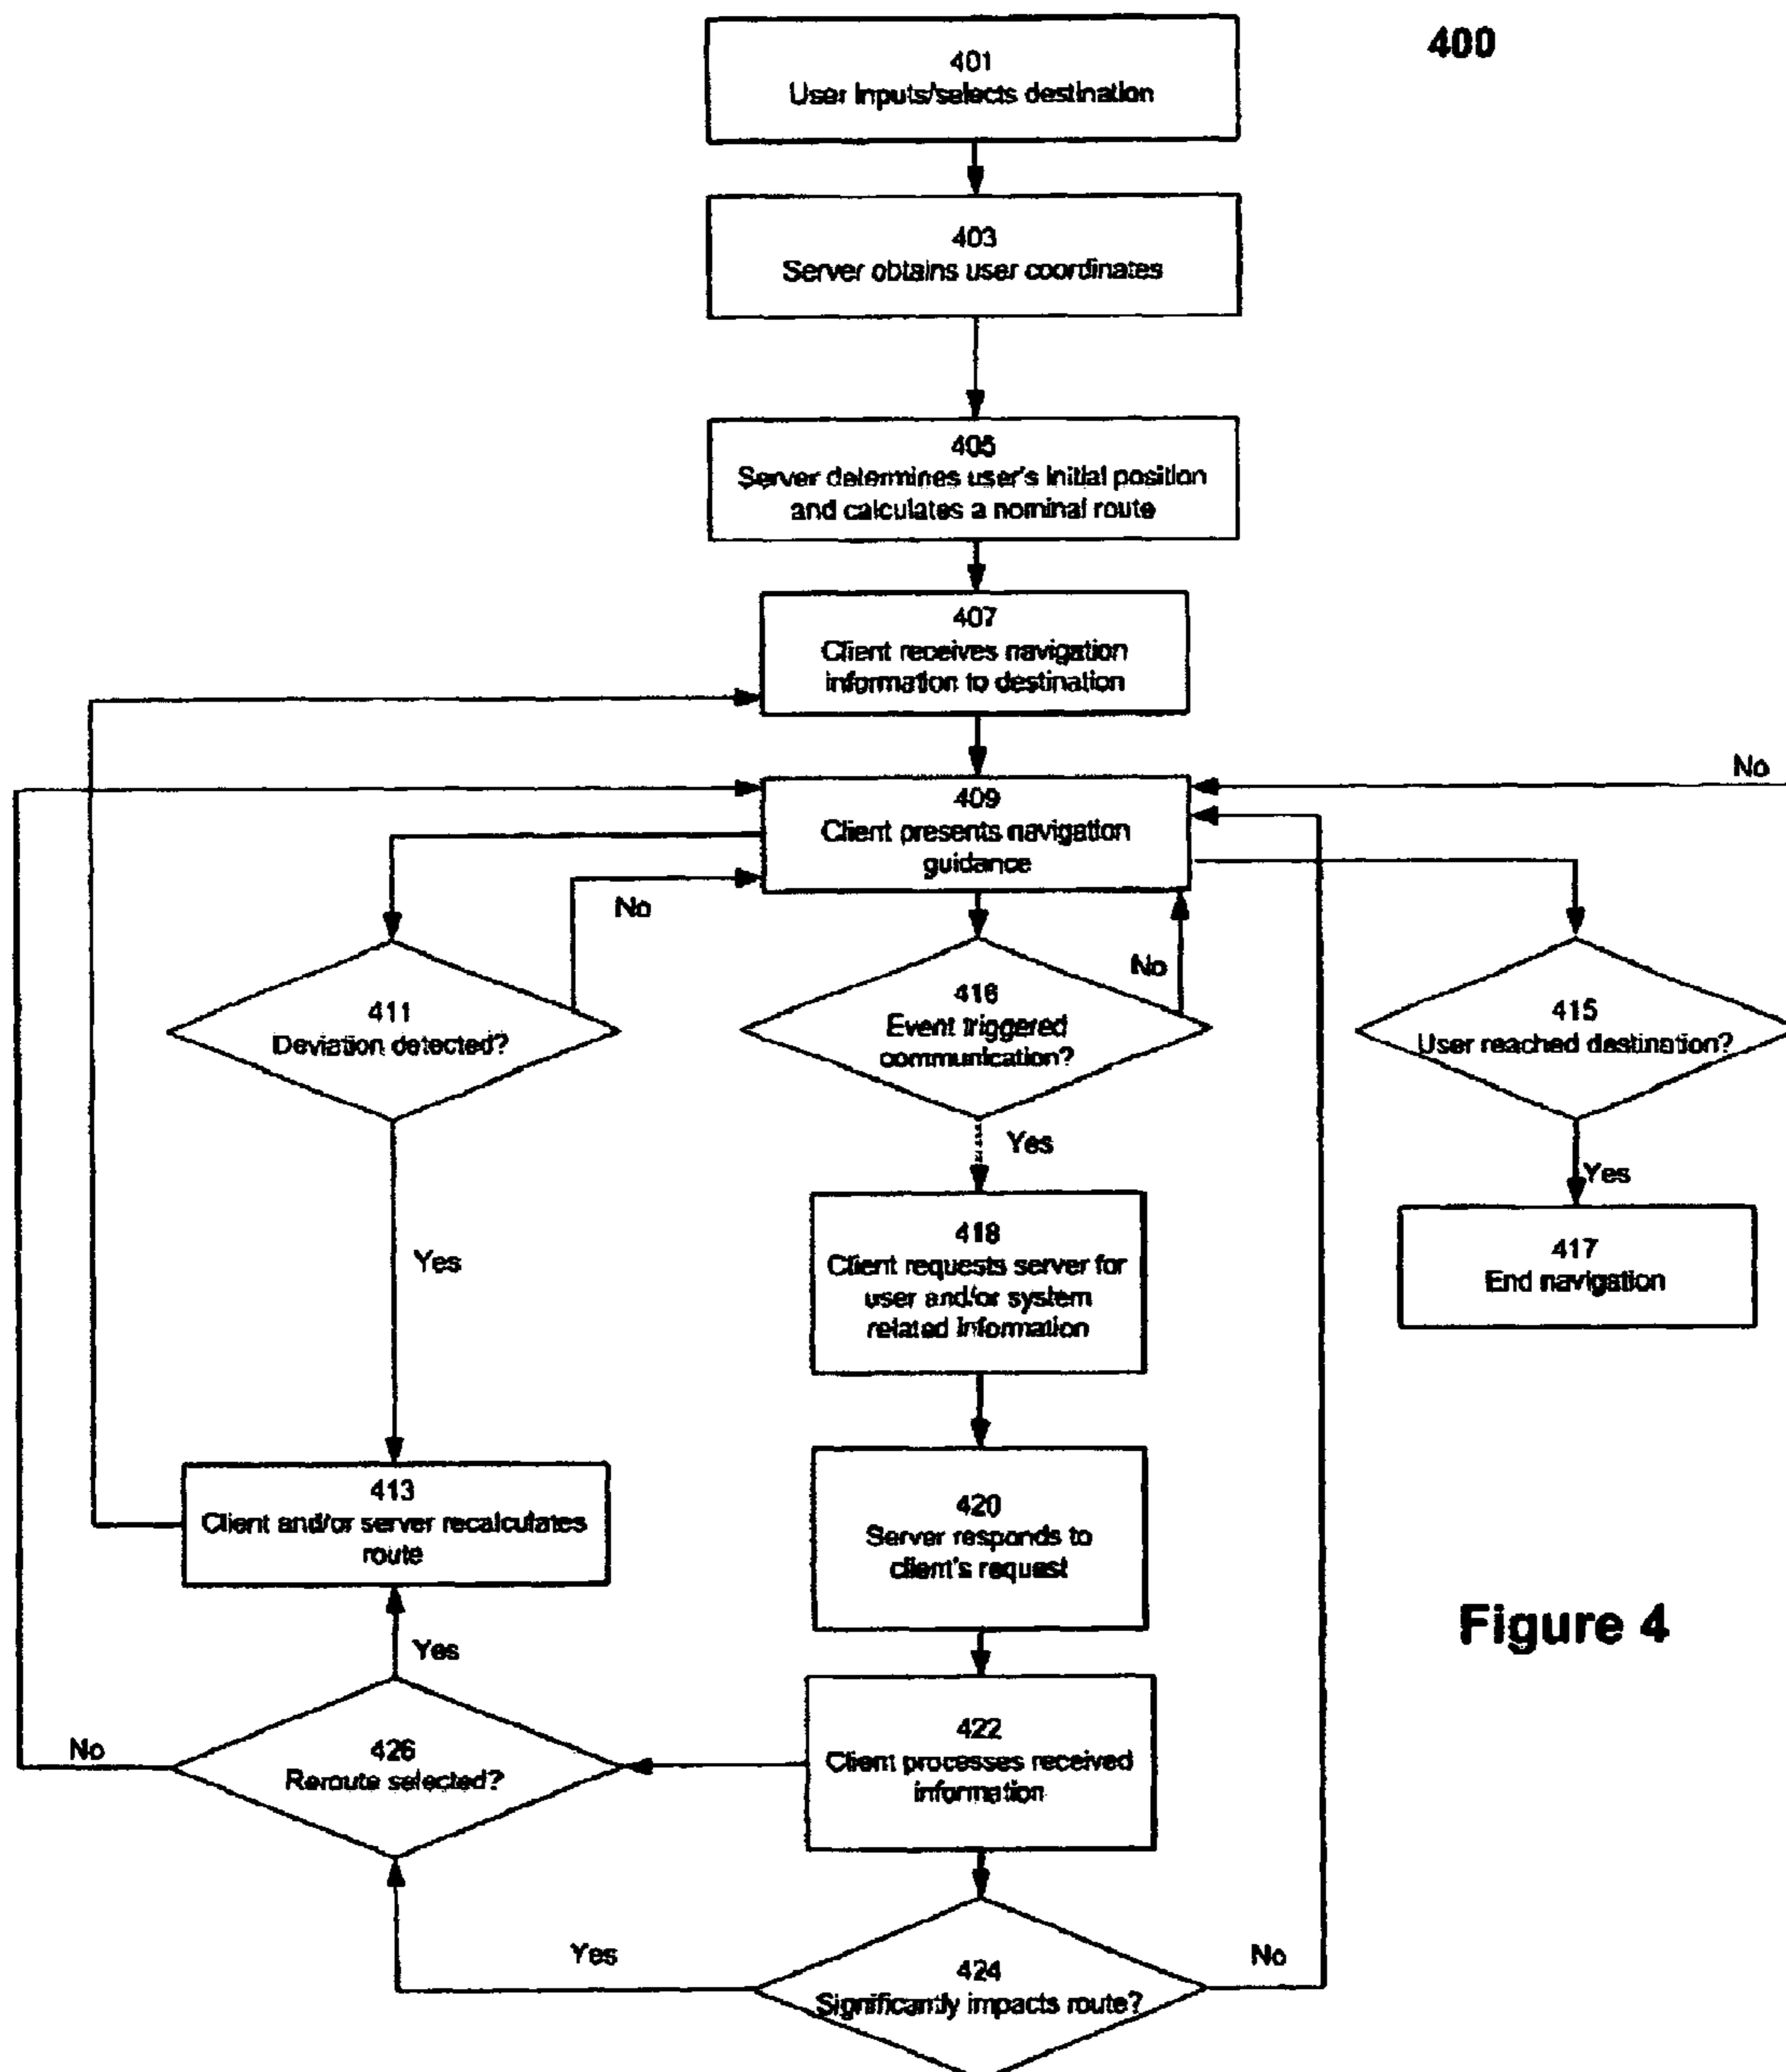 400
401
User inputs/selects destination
403
Server obtains user coordinates
405
Server determines user's initial position
and calculates a nominal route
407
Client receives navigation
information to destination
409
Client presents navigation
guidance
No
No
No
411
Deviation detected?
416
Event triggered
communication?
415
User reached destination?
Yes
Yes
Yes
418
Client requests server for
user and/or system
related information
417
End navigation
413
Client and/or server recalculates
route
420
Server responds to
client's request
Figure 4
Yes
No
426
Reroute selected?
422
Client processes received
information
Yes
No
424
Significantly impacts route?